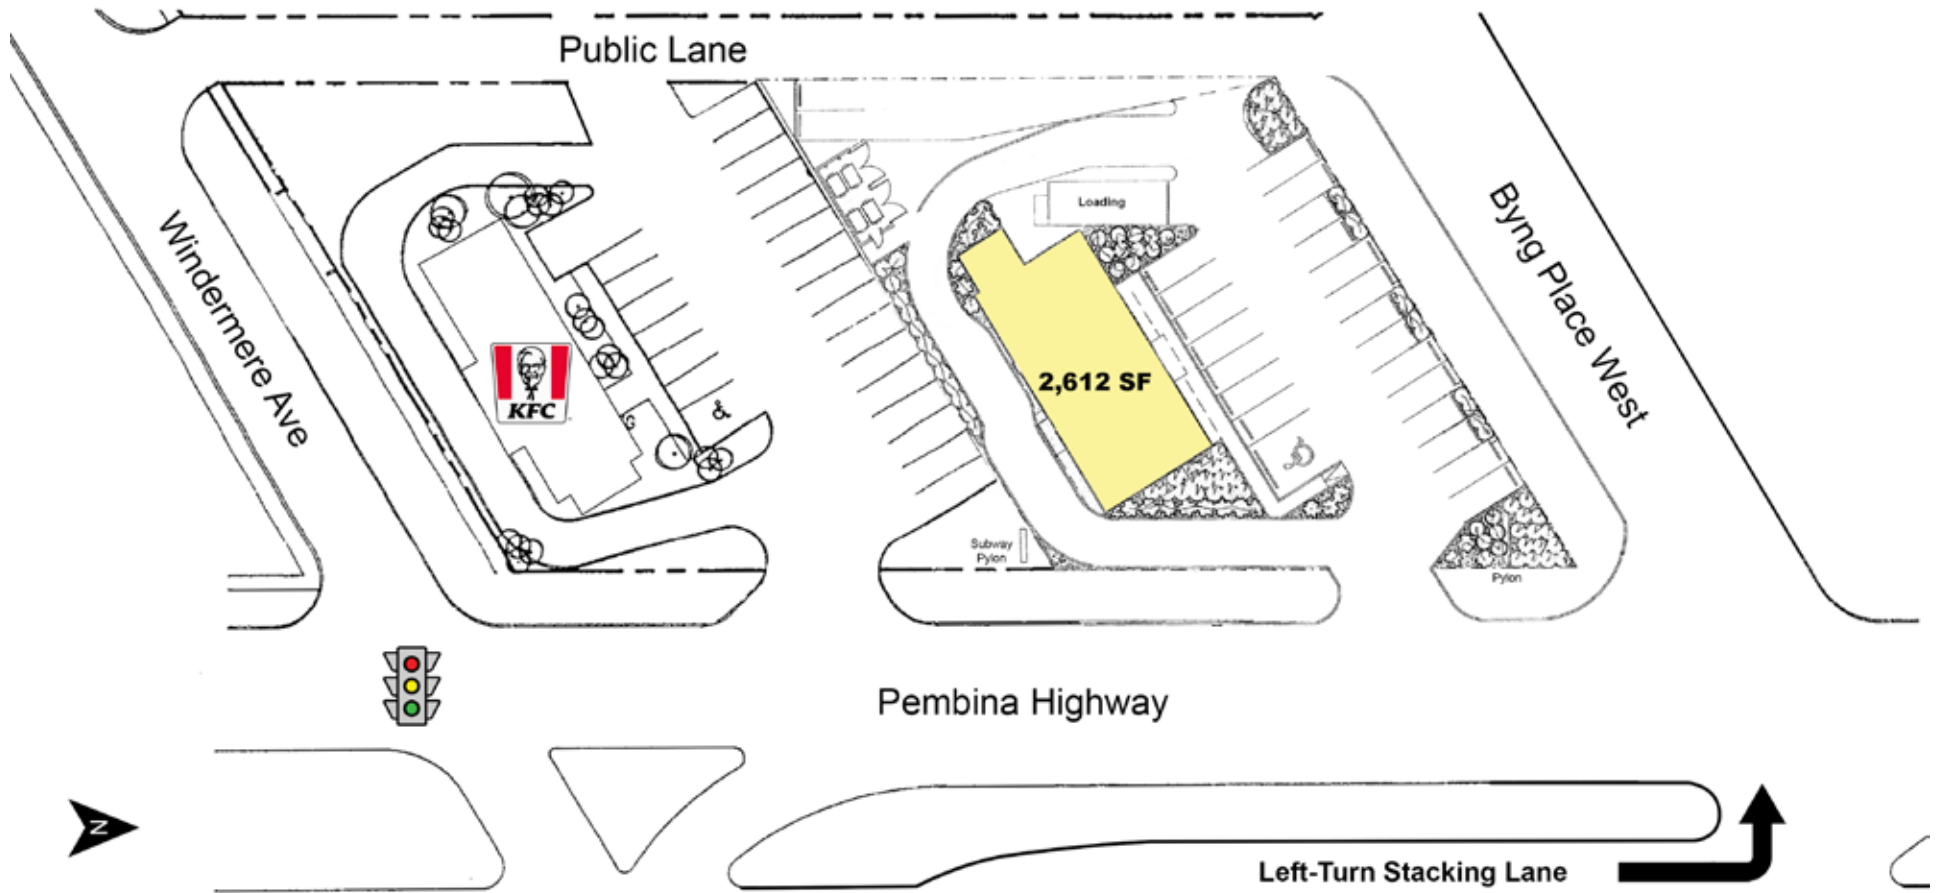 Public Lane
Loading
Windermere Ave
Byng Place West
KFC
G
2,612 SF
Subway
Pylon
Pylon
Pembina Highway
N
Left-Turn Stacking Lane